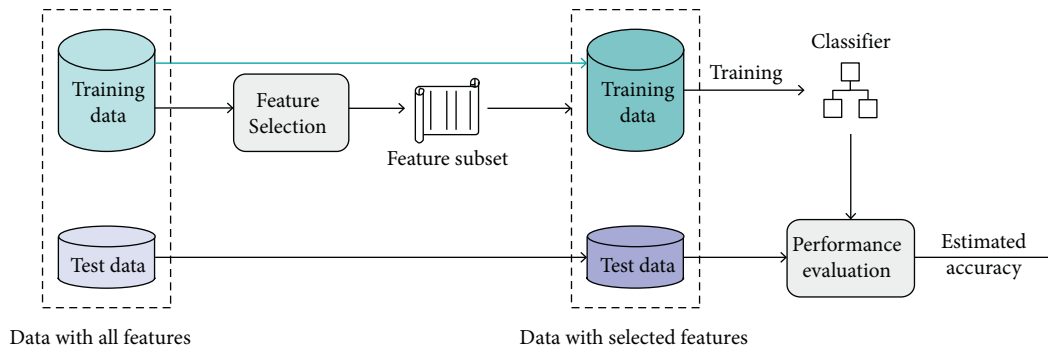 Training
data
Feature
Selection
Feature subset
Training
data
Training
Classifier
Test data
Test data
Performance
evaluation
Estimated
accuracy
Data with all features
Data with selected features